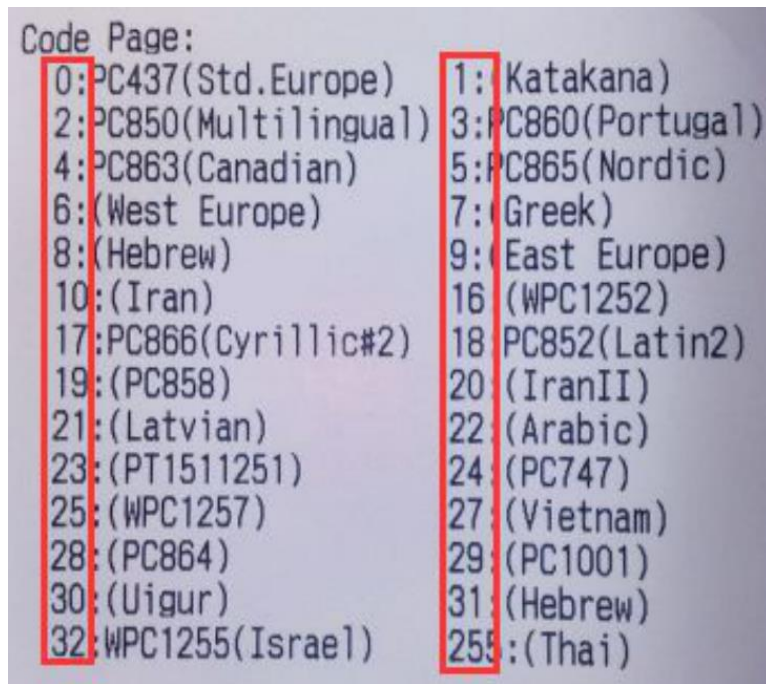 Code Page:
0:PC437(Std.Europe) 1:(Katakana)
2:PC850(Multilingual) 3:PC860(Portugal)
4:PC863(Canadian) 5:PC865(Nordic)
6:(West Europe) 7:(Greek)
8:(Hebrew) 9:(East Europe)
10:(Iran) 16:(WPC1252)
17:PC866(Cyrillic#2) 18:PC852(Latin2)
19:(PC858) 20:(IranII)
21:(Latvian) 22:(Arabic)
23:(PT1511251) 24:(PC747)
25:(WPC1257) 27:(Vietnam)
28:(PC864) 29:(PC1001)
30:(Uigur) 31:(Hebrew)
32:WPC1255(Israel) 255:(Thai)